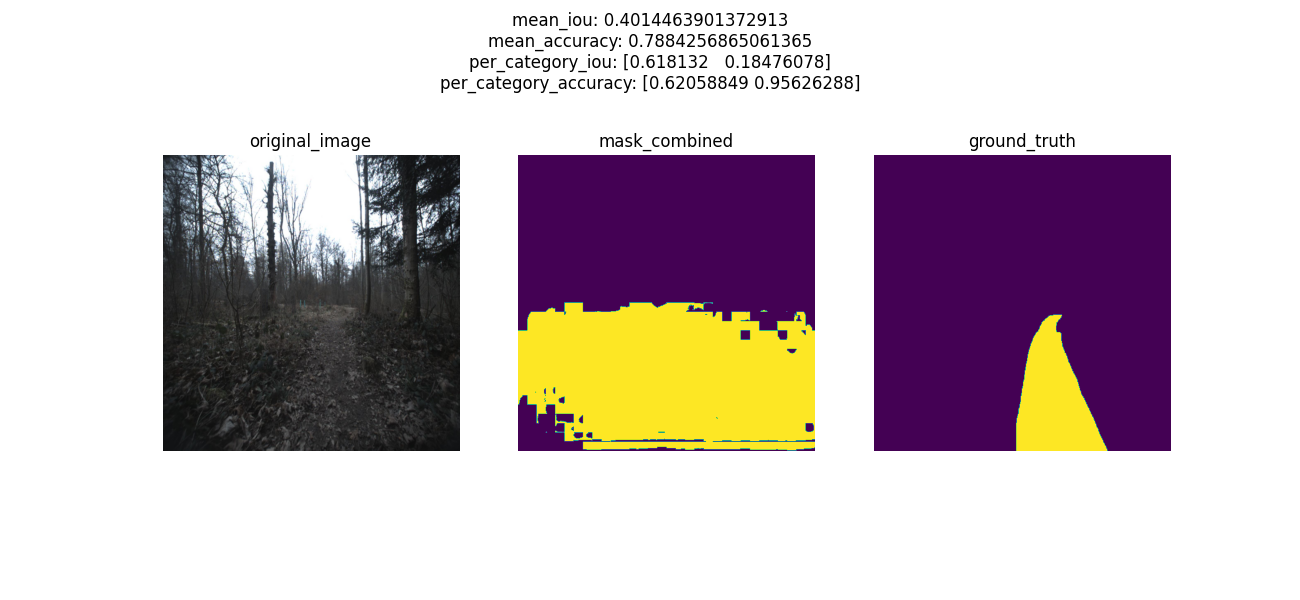 mean_iou: 0.4014463901372913
mean_accuracy: 0.7884256865061365
per_category_iou: [0.618132   0.18476078]
per_category_accuracy: [0.62058849 0.95626288]
original_image
mask_combined
ground_truth